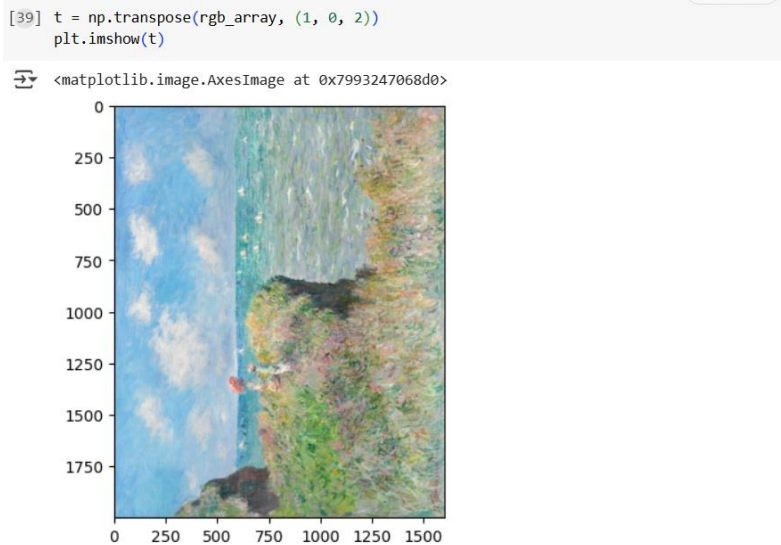 [39] t = np.transpose(rgb_array, (1, 0, 2))
plt.imshow(t)
<matplotlib.image.AxesImage at 0x7993247068d0>
0
250
500
750
1000
1250
1500
1750
0 250 500 750 1000 1250 1500